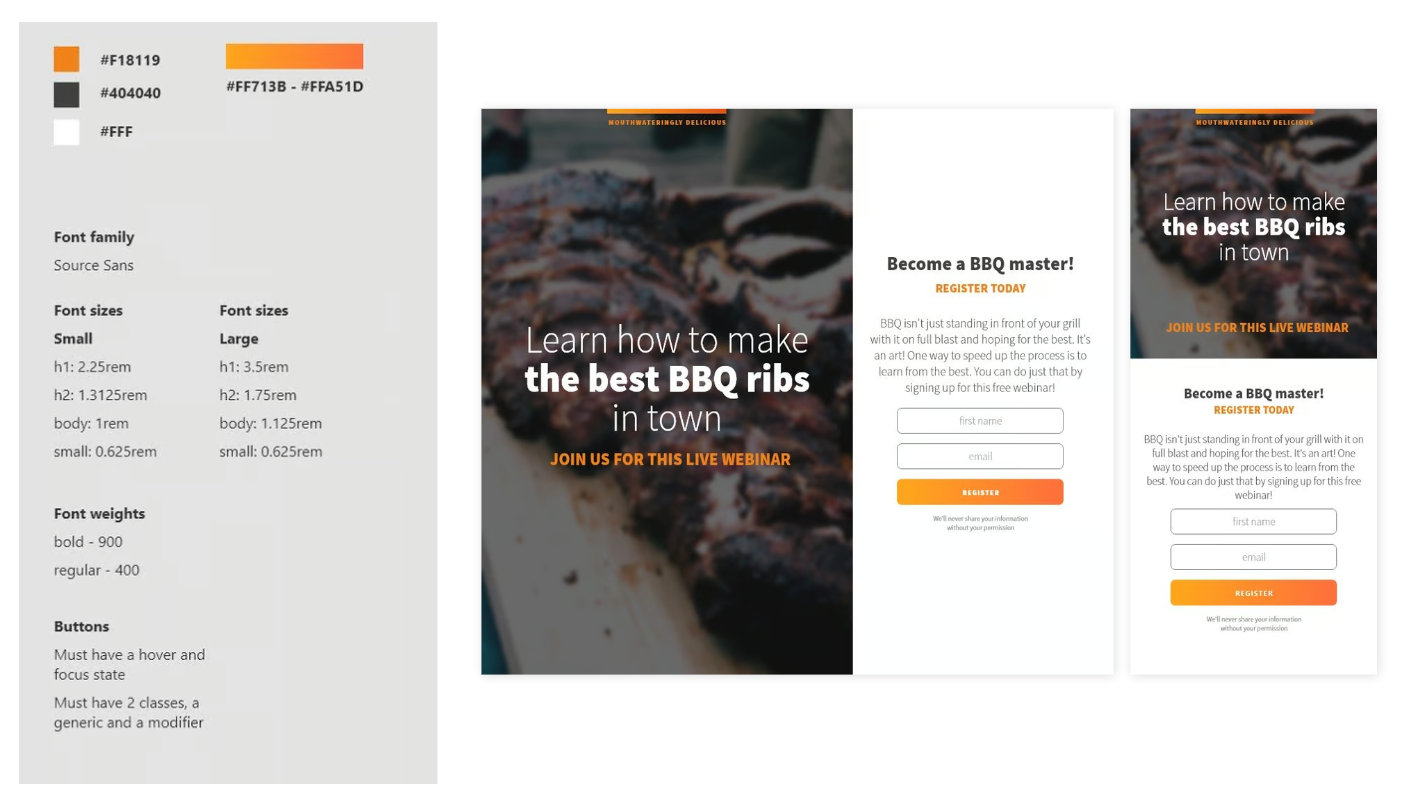 #F18119
#404040
#FFF
#FF713B - #FFA51D
Font family
Source Sans
Font sizes
Small
h1: 2.25rem
h2: 1.3125rem
body: 1rem
small: 0.625rem
Font sizes
Large
h1: 3.5rem
h2: 1.75rem
body: 1.125rem
small: 0.625rem
Font weights
bold - 900
regular - 400
Buttons
Must have a hover and
focus state
Must have 2 classes, a
generic and a modifier
MOUTHWATERINGLY DELICIOUS
Learn how to make
the best BBQ ribs
in town
JOIN US FOR THIS LIVE WEBINAR
Become a BBQ master!
REGISTER TODAY
BBQ isn't just standing in front of your grill
with it on full blast and hoping for the best. It's
an art! One way to speed up the process is to
learn from the best. You can do just that by
signing up for this free webinar!
first name
email
REGISTER
We'll never share your information
without your permission
MOUTHWATERINGLY DELICIOUS
Learn how to make
the best BBQ ribs
in town
JOIN US FOR THIS LIVE WEBINAR
Become a BBQ master!
REGISTER TODAY
BBQ isn't just standing in front of your grill with it on
full blast and hoping for the best. It's an art! One
way to speed up the process is to learn from the
best. You can do just that by signing up for this free
webinar!
first name
email
REGISTER
We'll never share your information
without your permission